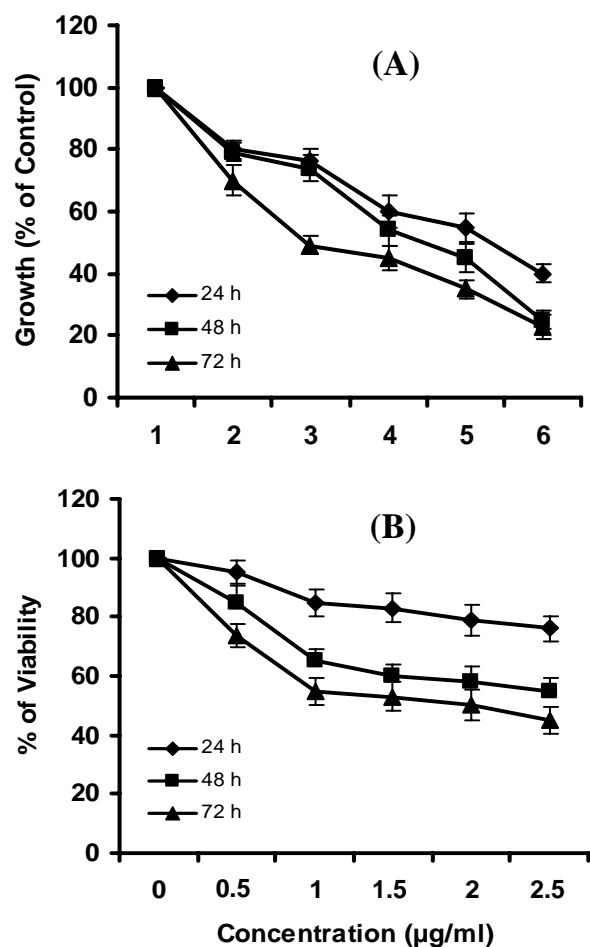 (A)
Growth (% of Control)
120
100
80
60
40
20
0
24 h
48 h
72 h
1 2 3 4 5 6
(B)
% of Viability
120
100
80
60
40
20
0
24 h
48 h
72 h
0 0.5 1 1.5 2 2.5
Concentration (µg/ml)